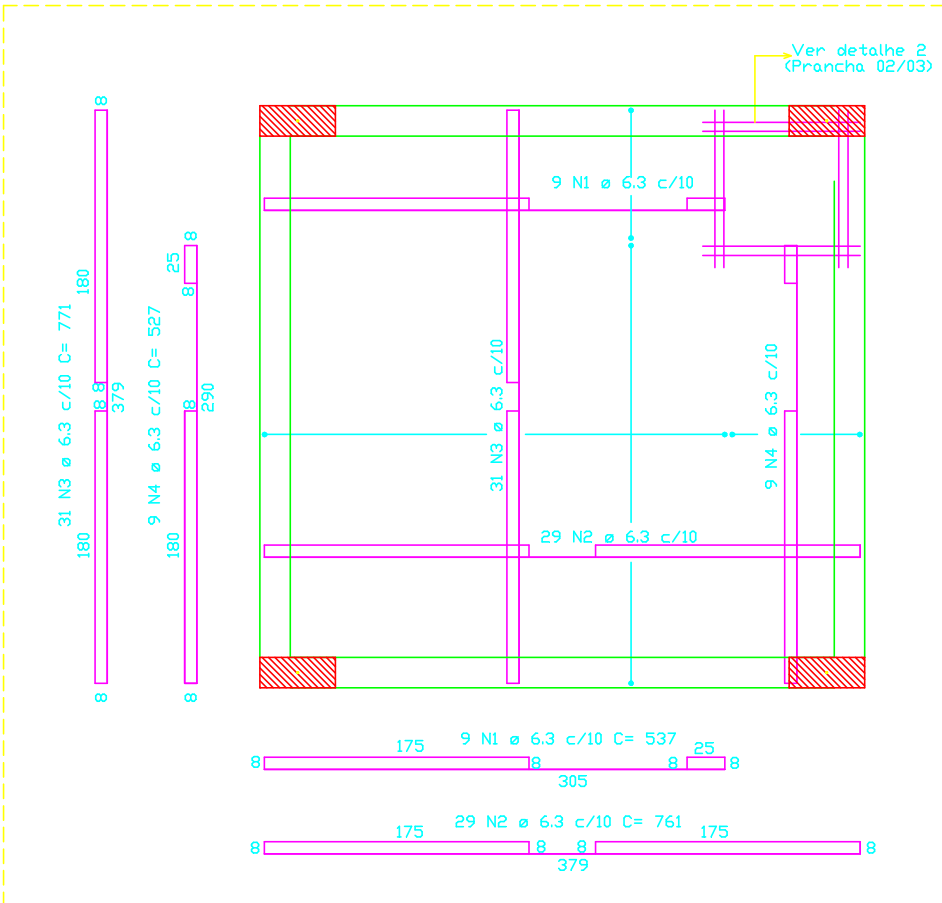 Ver detalhe 2
(Prancha 02/03)
8
180
31 N3 ø 6.3 c/10 C= 771
8
8
379
180
8
8
25
8
9 N4 ø 6.3 c/10 C= 527
8
290
180
8
9 N1 ø 6.3 c/10
31 N3 ø 6.3 c/10
9 N4 ø 6.3 c/10
29 N2 ø 6.3 c/10
9 N1 ø 6.3 c/10 C= 537
8
175
8
305
8
25
8
29 N2 ø 6.3 c/10 C= 761
8
175
8
379
8
175
8